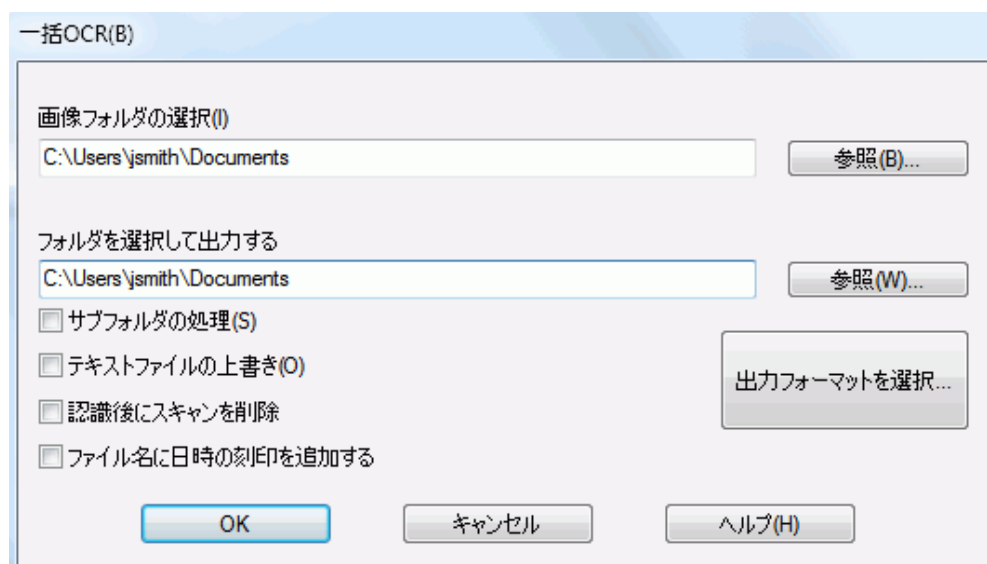 一括OCR(B)
画像フォルダの選択(I)
C:\Users\jsmith\Documents
参照(B)...
フォルダを選択して出力する
C:\Users\jsmith\Documents
参照(W)...
サブフォルダの処理(S)
テキストファイルの上書き(O)
出力フォーマットを選択...
認識後にスキャンを削除
ファイル名に日時の刻印を追加する
OK
キャンセル
ヘルプ(H)